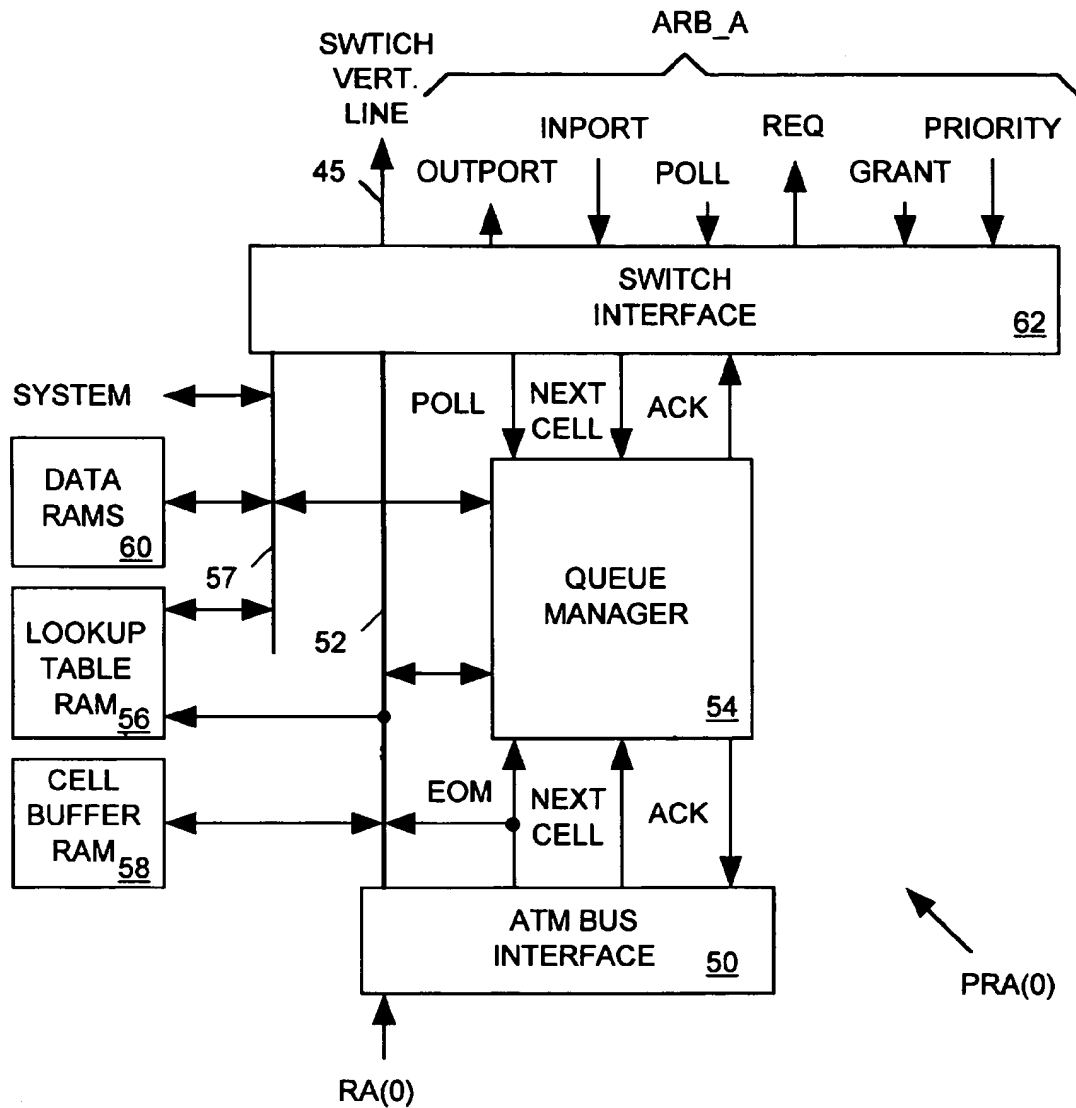 SWTICH
VERT.
LINE
ARB_A
45
OUTPORT
INPORT
POLL
REQ
GRANT
PRIORITY
SWITCH
INTERFACE
62
SYSTEM
POLL
NEXT
CELL
ACK
DATA
RAMS
60
57
52
LOOKUP
TABLE
RAM
56
QUEUE
MANAGER
54
CELL
BUFFER
RAM
58
EOM
NEXT
CELL
ACK
ATM BUS
INTERFACE
50
PRA(0)
RA(0)